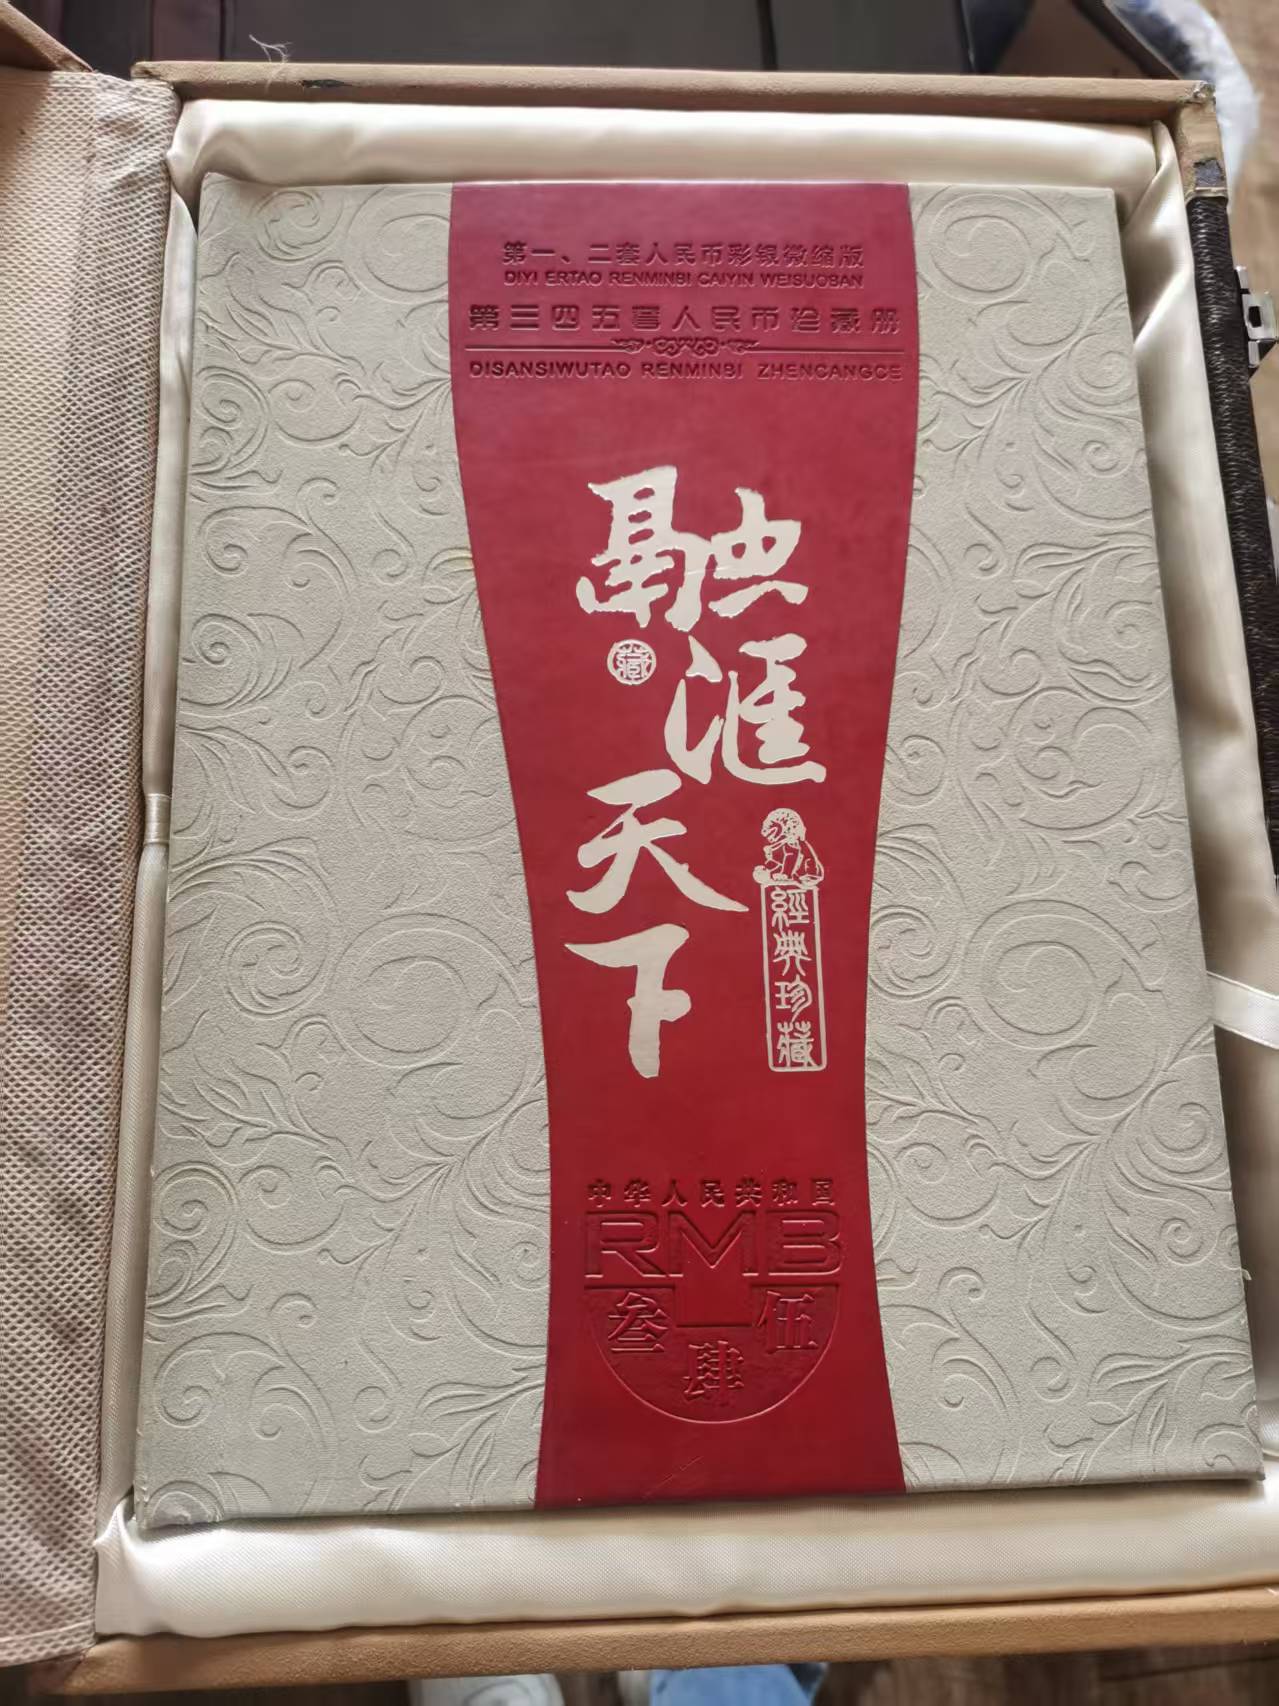 第一、二套人民币彩银微缩版
DIYI ERTAO RENMINBI CAIYIN WEISUOBAN
第三四五套人民币珍藏册
DISANSIWUTAO RENMINBI ZHENCANGCE
融匯天下
藏
經典珍藏
中华人民共和国
RMB
叁肆伍